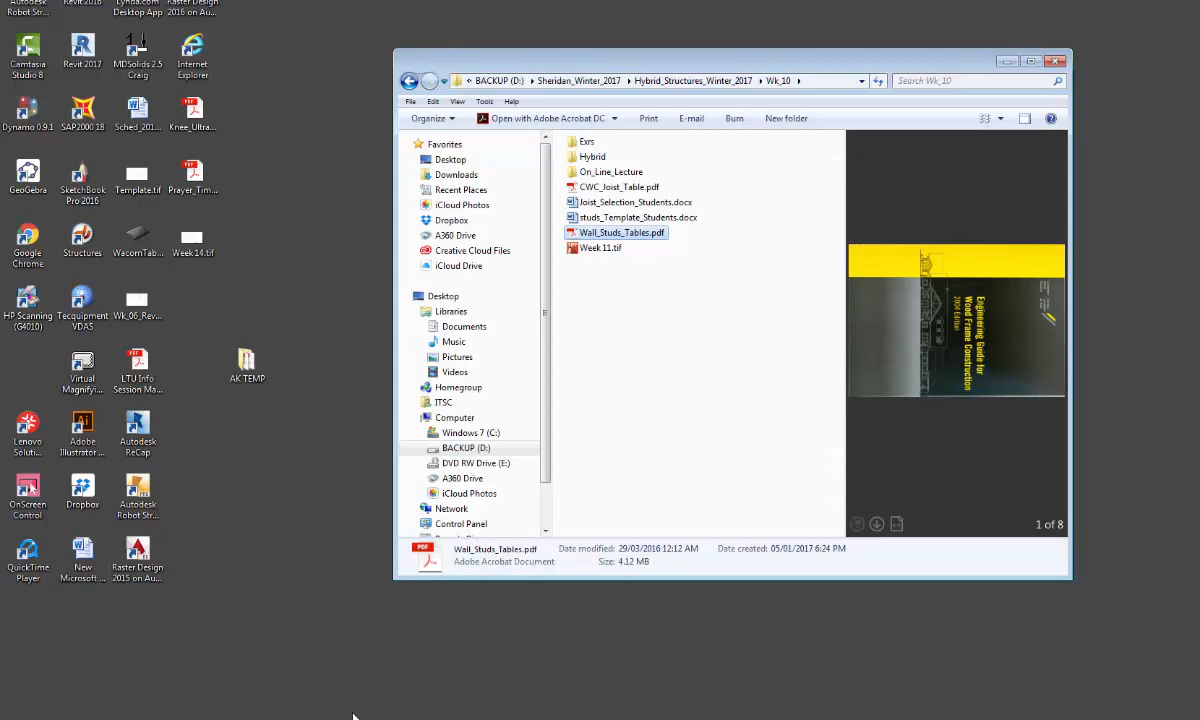 Autodesk Robot Str...
Revit 2016
Lynda.com Desktop App
Raster Design 2016 on Au...
Camtasia Studio 8
Revit 2017
MDSolids 2.5 Craig
Internet Explorer
Dynamo 0.9.1
SAP2000 18
Sched_201...
Knee_Ultra...
GeoGebra
SketchBook Pro 2016
Template.tif
Prayer_Tim...
Google Chrome
Structures
WacomTab...
Week 14.tif
HP Scanning (G4010)
Tecquipment VDAS
Wk_06_Rev...
Virtual Magnifyi...
LTU Info Session Ma...
AK TEMP
Lenovo Soluti...
Adobe Illustrator ...
Autodesk ReCap
OnScreen Control
Dropbox
Autodesk Robot Str...
QuickTime Player
New Microsoft ...
Raster Design 2015 on Au...
« BACKUP (D:) ▸ Sheridan_Winter_2017 ▸ Hybrid_Structures_Winter_2017 ▸ Wk_10 ▸
Search Wk_10
File Edit View Tools Help
Organize Open with Adobe Acrobat DC Print E-mail Burn New folder
Favorites
Desktop
Downloads
Recent Places
iCloud Photos
Dropbox
A360 Drive
Creative Cloud Files
iCloud Drive
Desktop
Libraries
Documents
Music
Pictures
Videos
Homegroup
ITSC
Computer
Windows 7 (C:)
BACKUP (D:)
DVD RW Drive (E:)
A360 Drive
iCloud Photos
Network
Control Panel
Exrs
Hybrid
On_Line_Lecture
CWC_Joist_Table.pdf
Joist_Selection_Students.docx
studs_Template_Students.docx
Wall_Studs_Tables.pdf
Week 11.tif
Engineering Guide for
Wood Frame Construction
2004 Edition
1 of 8
PDF
Wall_Studs_Tables.pdf Date modified: 29/03/2016 12:12 AM Date created: 05/01/2017 6:24 PM
Adobe Acrobat Document Size: 4.12 MB